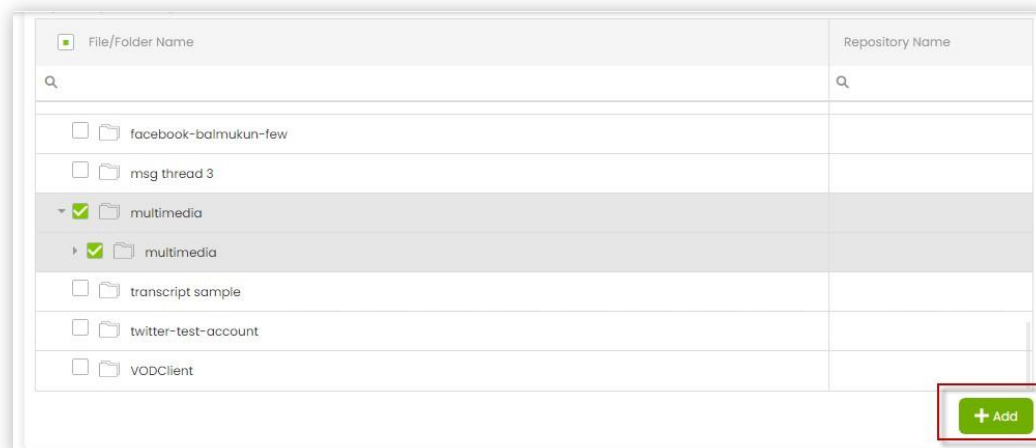 File/Folder Name Repository Name
facebook-balmukun-few
msg thread 3
multimedia
multimedia
transcript sample
twitter-test-account
VODClient
+ Add